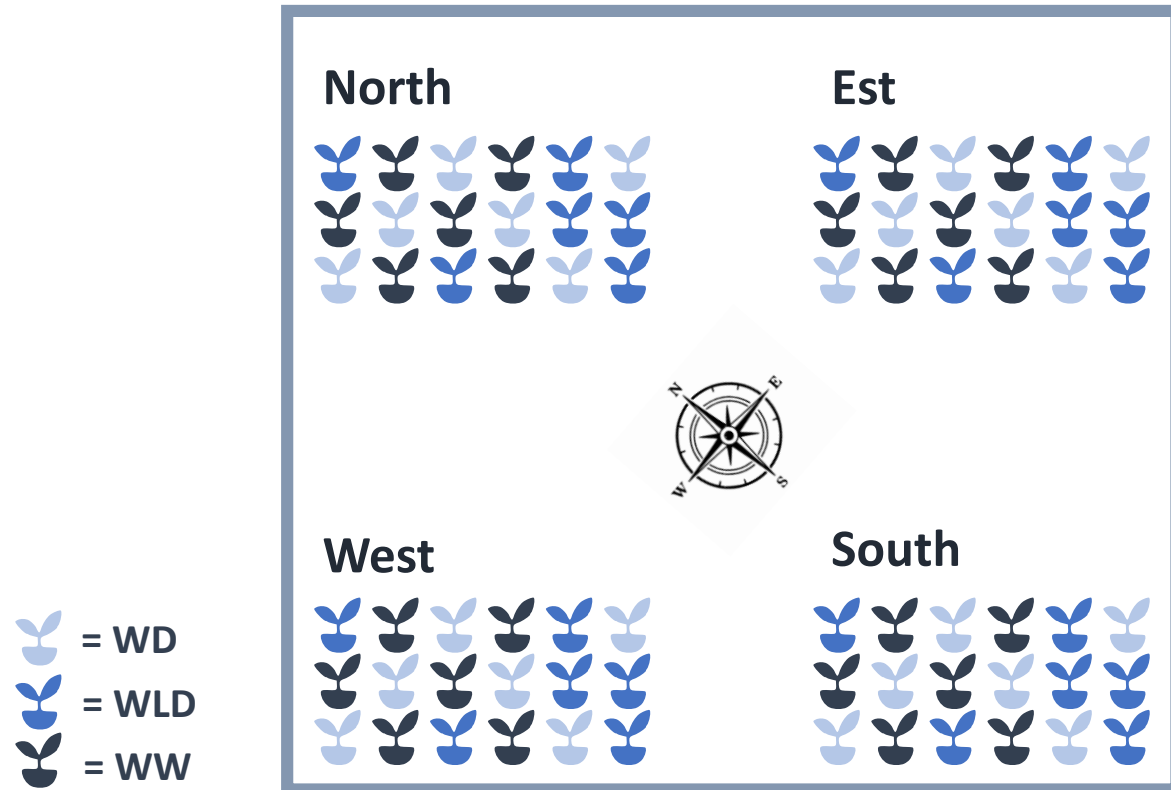 North
Est
N
E
W
S
West
South
= WD
= WLD
= WW